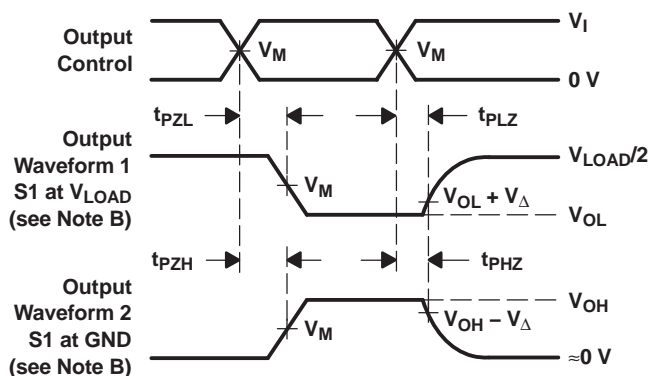 Output
Control
V_M
V_M
V_I
0 V
t_PZL
t_PLZ
Output
Waveform 1
S1 at V_LOAD
(see Note B)
V_M
V_LOAD/2
V_OL + V_Δ
V_OL
t_PZH
t_PHZ
Output
Waveform 2
S1 at GND
(see Note B)
V_M
V_OH
V_OH – V_Δ
≈0 V